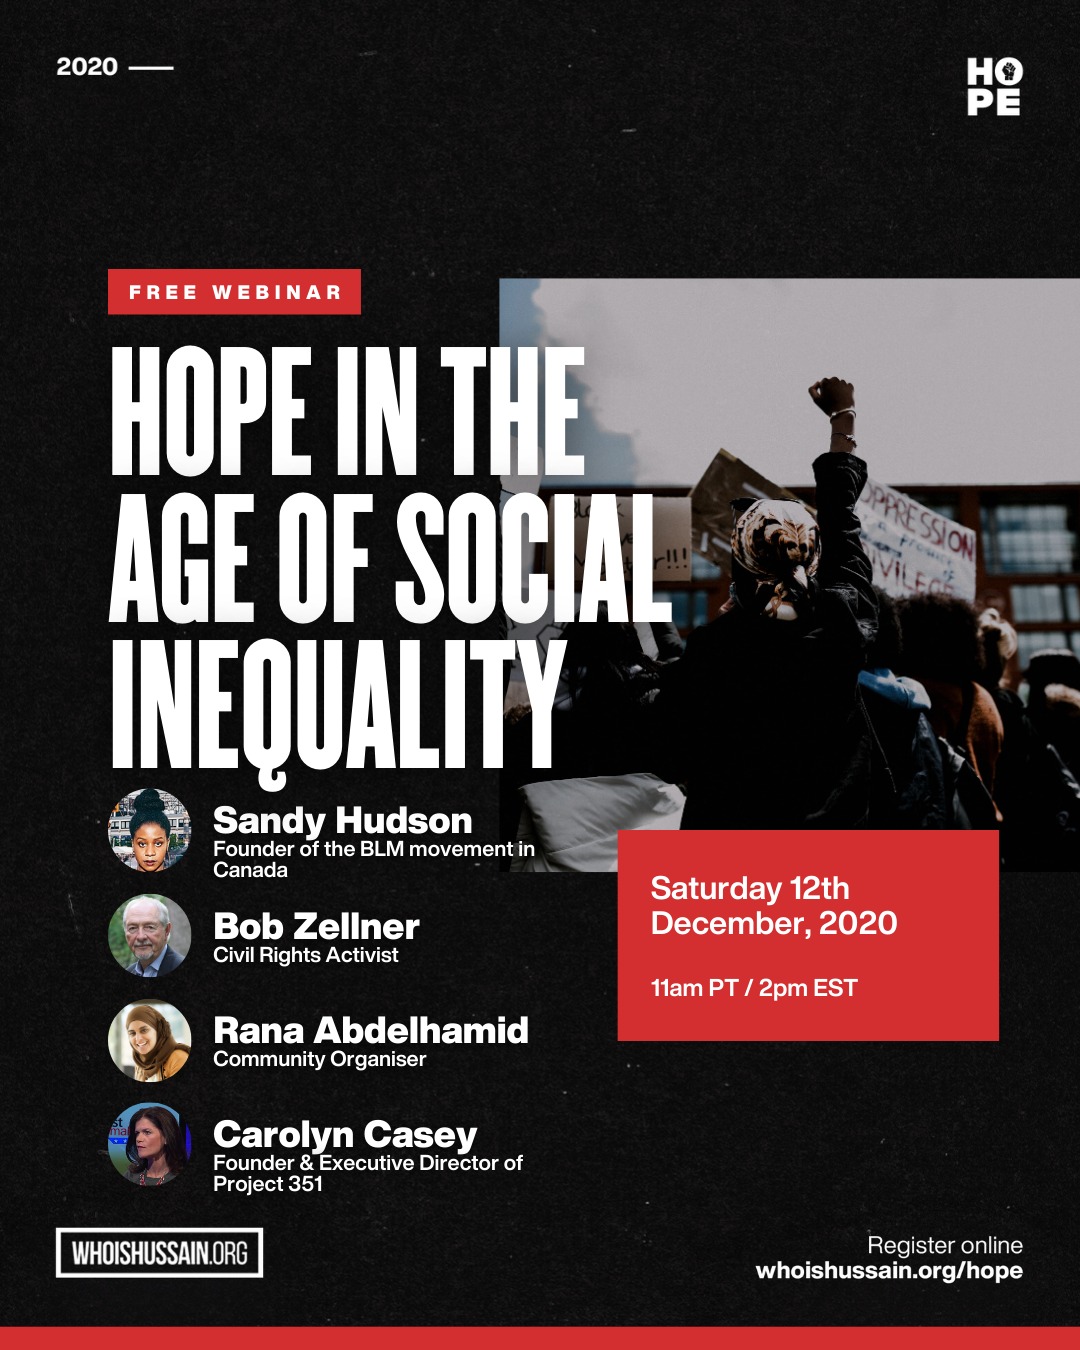 2020
HOPE
FREE WEBINAR
HOPE IN THE
AGE OF SOCIAL
INEQUALITY
OPPRESSION
Sandy Hudson
Founder of the BLM movement in
Canada
Bob Zellner
Civil Rights Activist
Rana Abdelhamid
Community Organiser
Carolyn Casey
Founder & Executive Director of
Project 351
Saturday 12th
December, 2020
11am PT / 2pm EST
WHOISHUSSAIN.ORG
Register online
whoishussain.org/hope